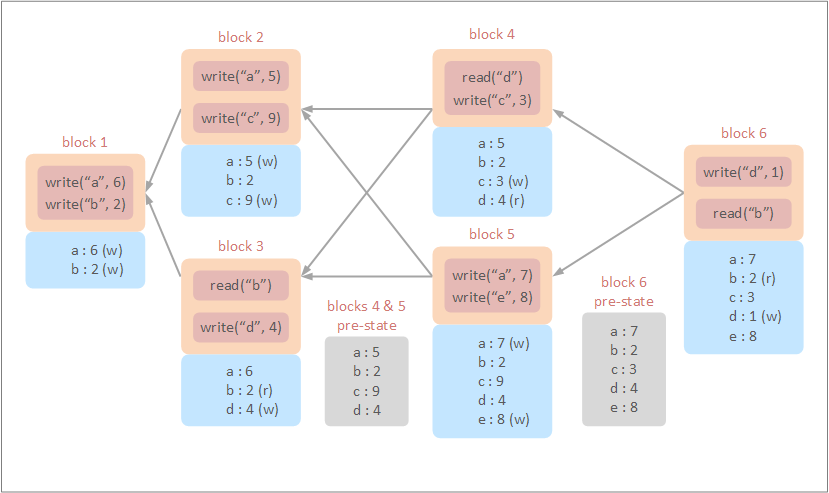 block 1
write(“a”, 6)
write(“b”, 2)
a : 6 (w)
b : 2 (w)
block 2
write(“a”, 5)
write(“c”, 9)
a : 5 (w)
b : 2
c : 9 (w)
block 3
read(“b”)
write(“d”, 4)
a : 6
b : 2 (r)
d : 4 (w)
blocks 4 & 5
pre-state
a : 5
b : 2
c : 9
d : 4
block 4
read(“d”)
write(“c”, 3)
a : 5
b : 2
c : 3 (w)
d : 4 (r)
block 5
write(“a”, 7)
write(“e”, 8)
a : 7 (w)
b : 2
c : 9
d : 4
e : 8 (w)
block 6
pre-state
a : 7
b : 2
c : 3
d : 4
e : 8
block 6
write(“d”, 1)
read(“b”)
a : 7
b : 2 (r)
c : 3
d : 1 (w)
e : 8